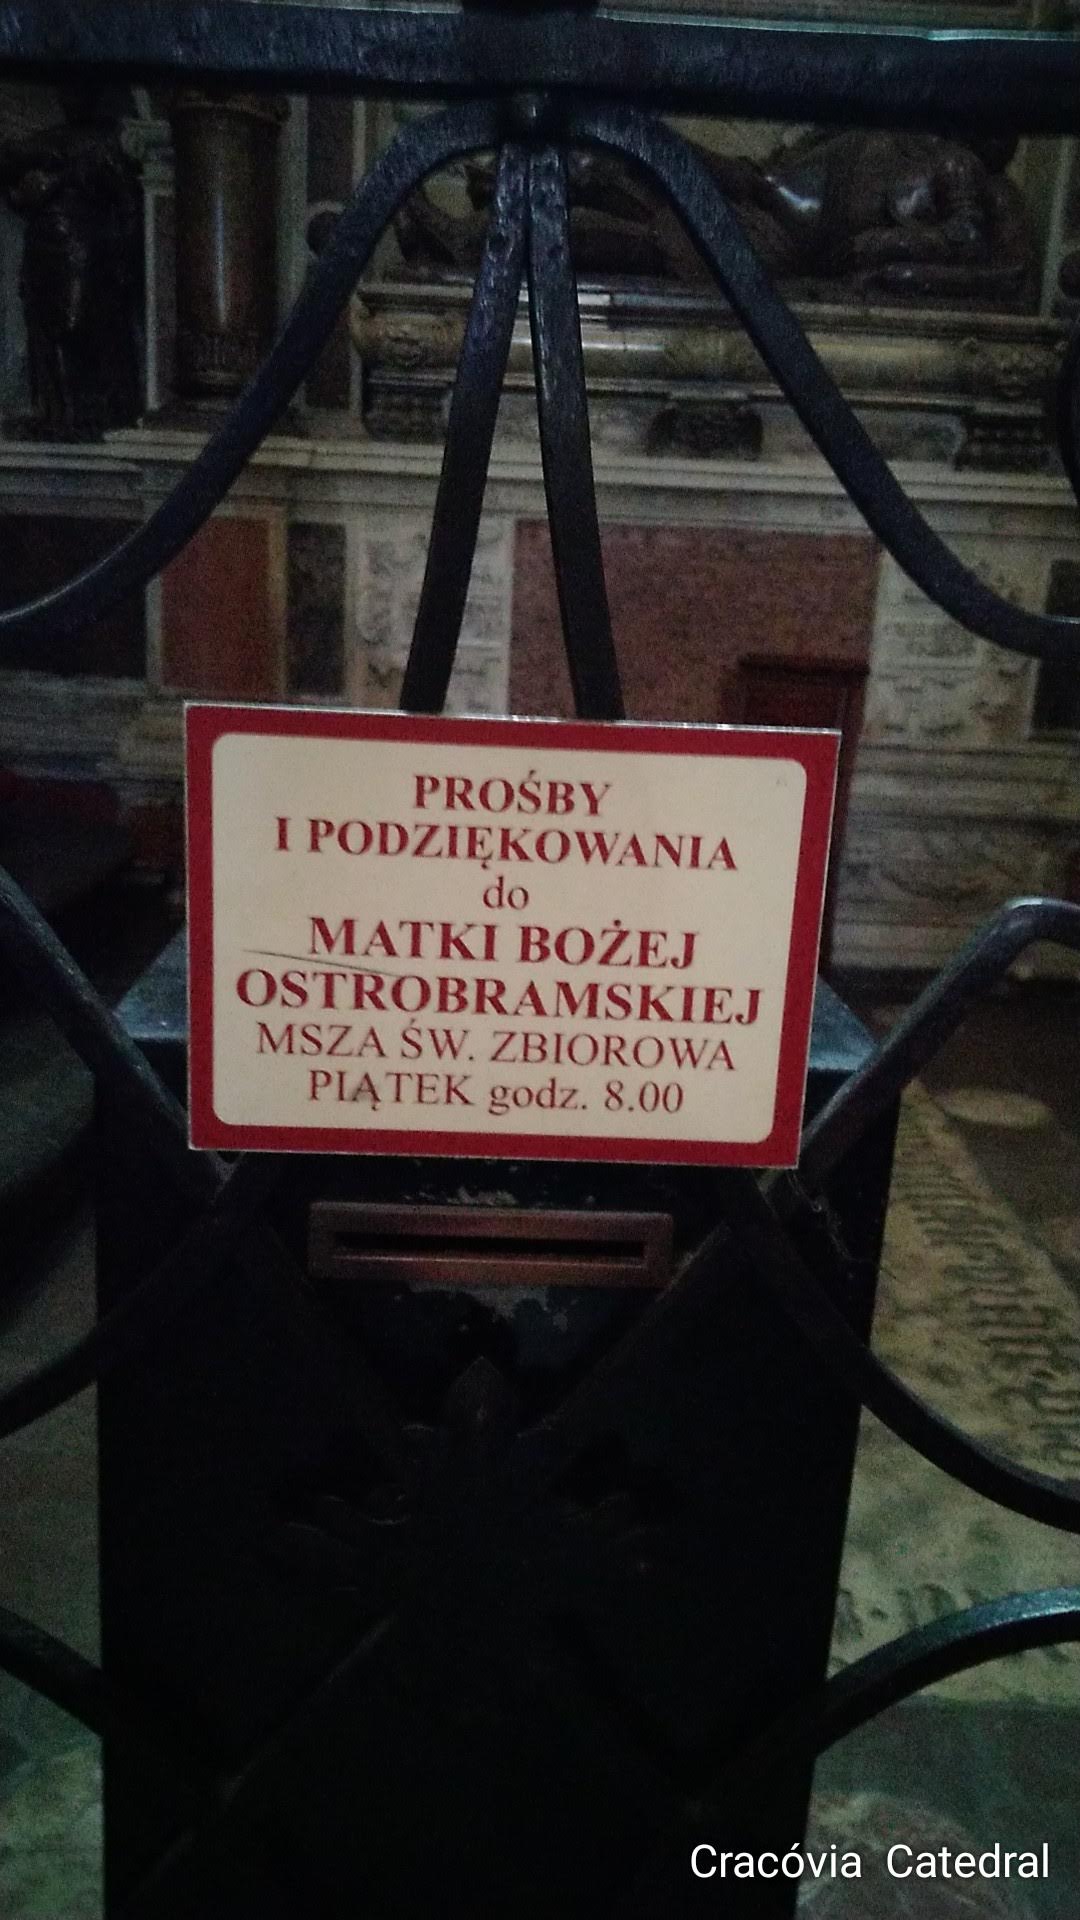 PROŚBY
I PODZIĘKOWANIA
do
MATKI BOŻEJ
OSTROBRAMSKIEJ
MSZA ŚW. ZBIOROWA
PIĄTEK godz. 8.00
Cracóvia Catedral